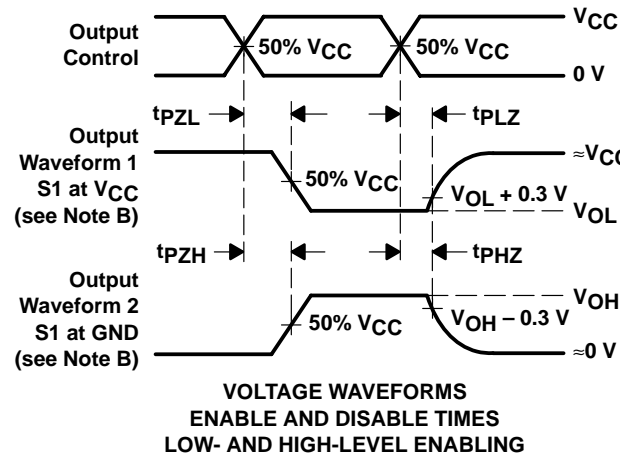 Output
Control
50% VCC
50% VCC
VCC
0 V
tPZL
tPLZ
Output
Waveform 1
S1 at VCC
(see Note B)
50% VCC
≈VCC
VOL + 0.3 V
VOL
tPZH
tPHZ
Output
Waveform 2
S1 at GND
(see Note B)
50% VCC
VOH
VOH – 0.3 V
≈0 V
VOLTAGE WAVEFORMS
ENABLE AND DISABLE TIMES
LOW- AND HIGH-LEVEL ENABLING